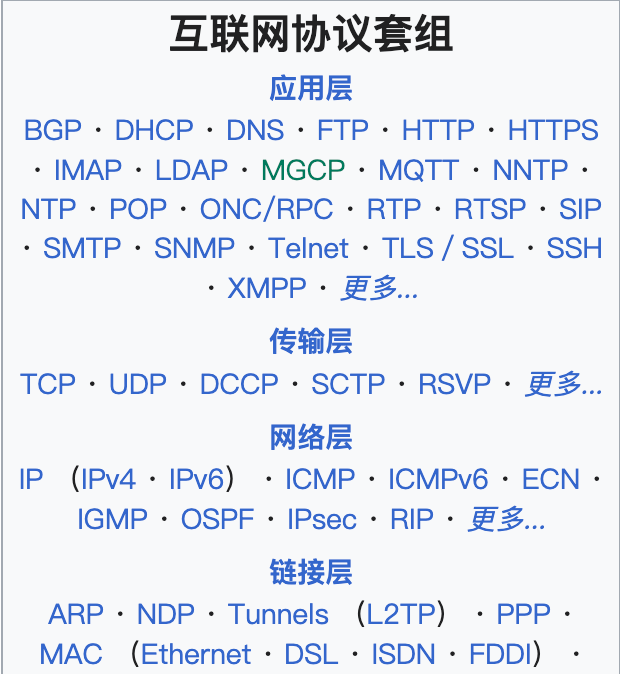 互联网协议套组
应用层
BGP · DHCP · DNS · FTP · HTTP · HTTPS
· IMAP · LDAP · MGCP · MQTT · NNTP ·
NTP · POP · ONC/RPC · RTP · RTSP · SIP
· SMTP · SNMP · Telnet · TLS / SSL · SSH
· XMPP · 更多...
传输层
TCP · UDP · DCCP · SCTP · RSVP · 更多...
网络层
IP （IPv4 · IPv6） · ICMP · ICMPv6 · ECN ·
IGMP · OSPF · IPsec · RIP · 更多...
链接层
ARP · NDP · Tunnels （L2TP） · PPP ·
MAC （Ethernet · DSL · ISDN · FDDI） ·